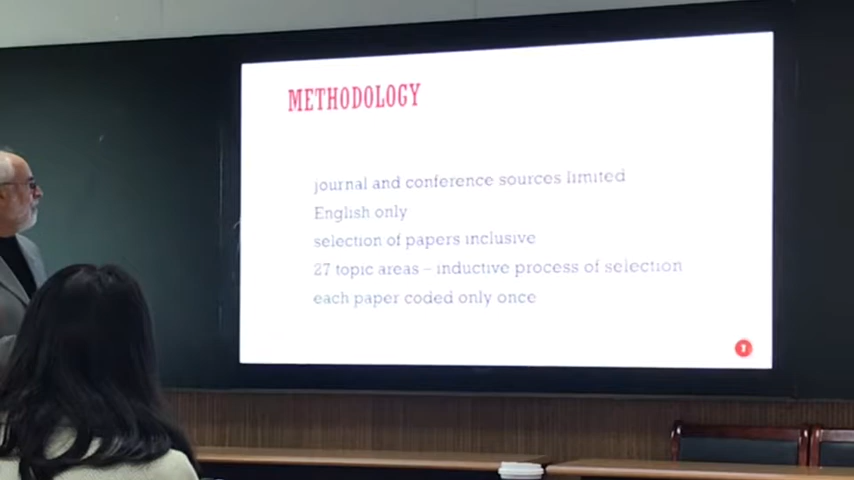 METHODOLOGY
journal and conference sources limited
English only
selection of papers inclusive
27 topic areas – inductive process of selection
each paper coded only once